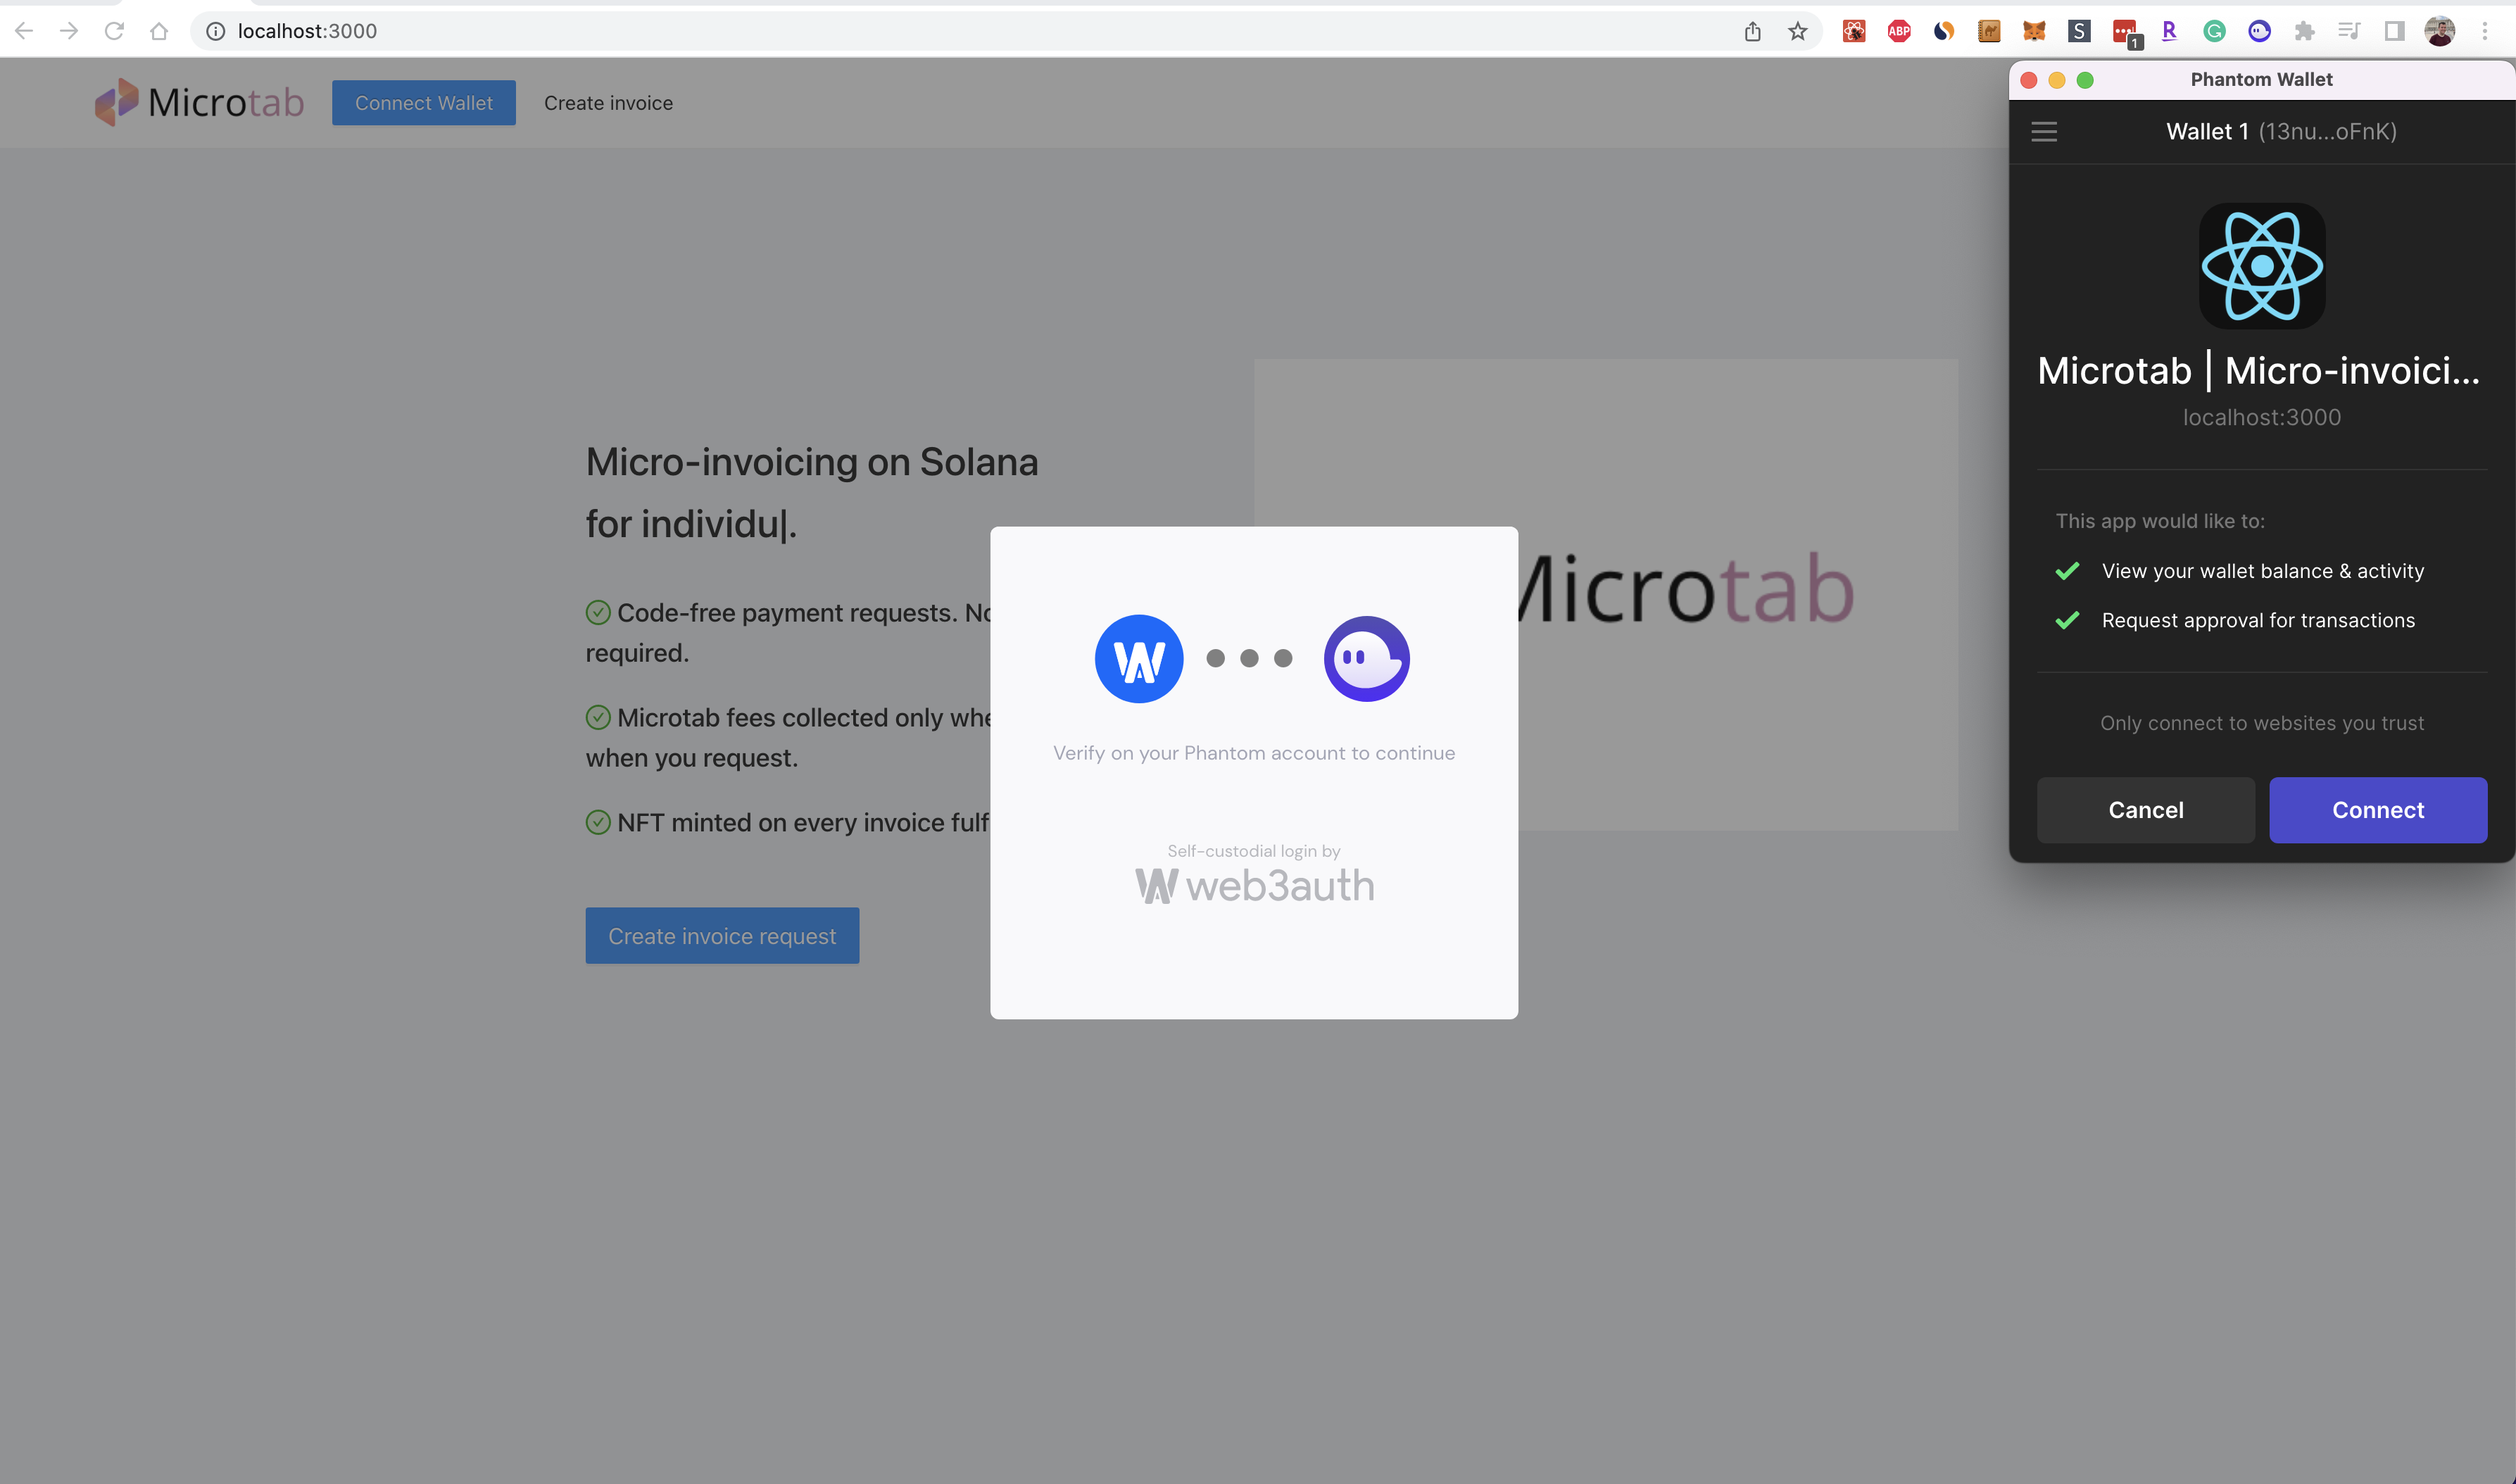 localhost:3000
ABP
S
1
R
G
Phantom Wallet
Microtab
Connect Wallet
Create invoice
Wallet 1 (13nu...oFnK)
Microtab | Micro-invoici...
localhost:3000
This app would like to:
View your wallet balance & activity
Request approval for transactions
Only connect to websites you trust
Cancel
Connect
Micro-invoicing on Solana
for individu|.
Code-free payment requests. No
required.
Microtab fees collected only whe
when you request.
NFT minted on every invoice fulf
Create invoice request
Microtab
W
Verify on your Phantom account to continue
Self-custodial login by
web3auth